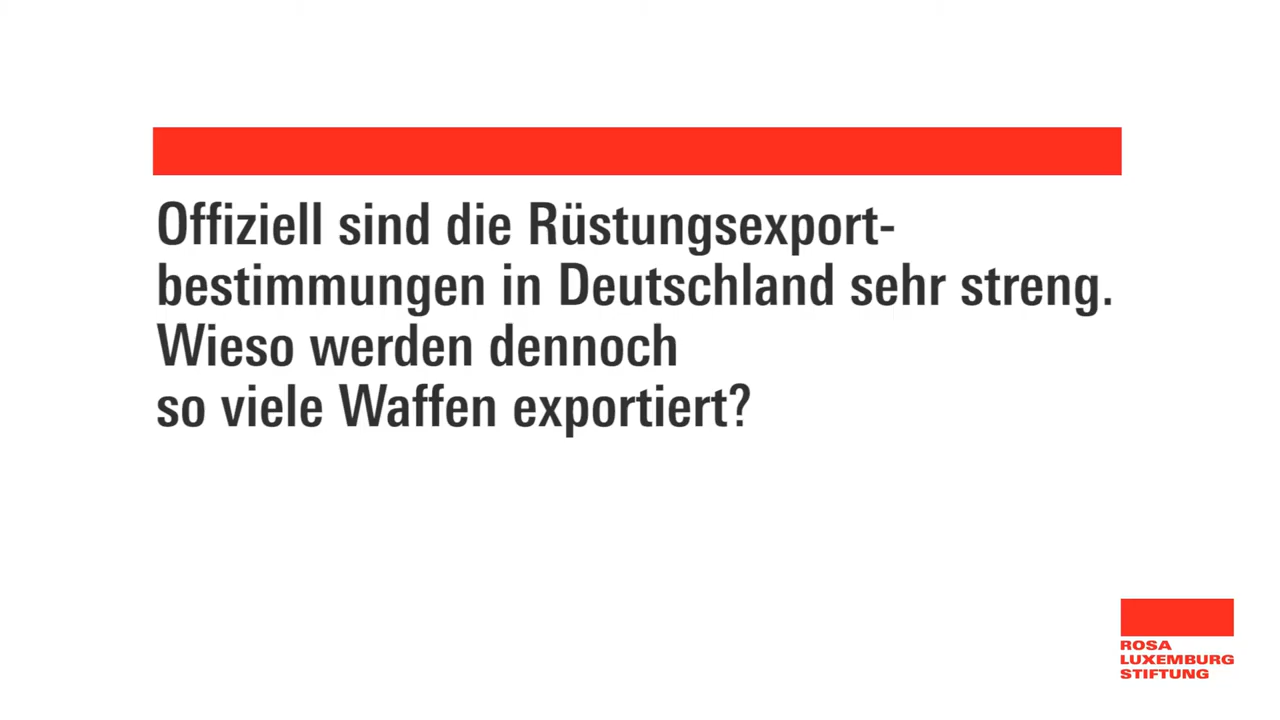 Offiziell sind die Rüstungsexport-
bestimmungen in Deutschland sehr streng.
Wieso werden dennoch
so viele Waffen exportiert?
ROSA
LUXEMBURG
STIFTUNG